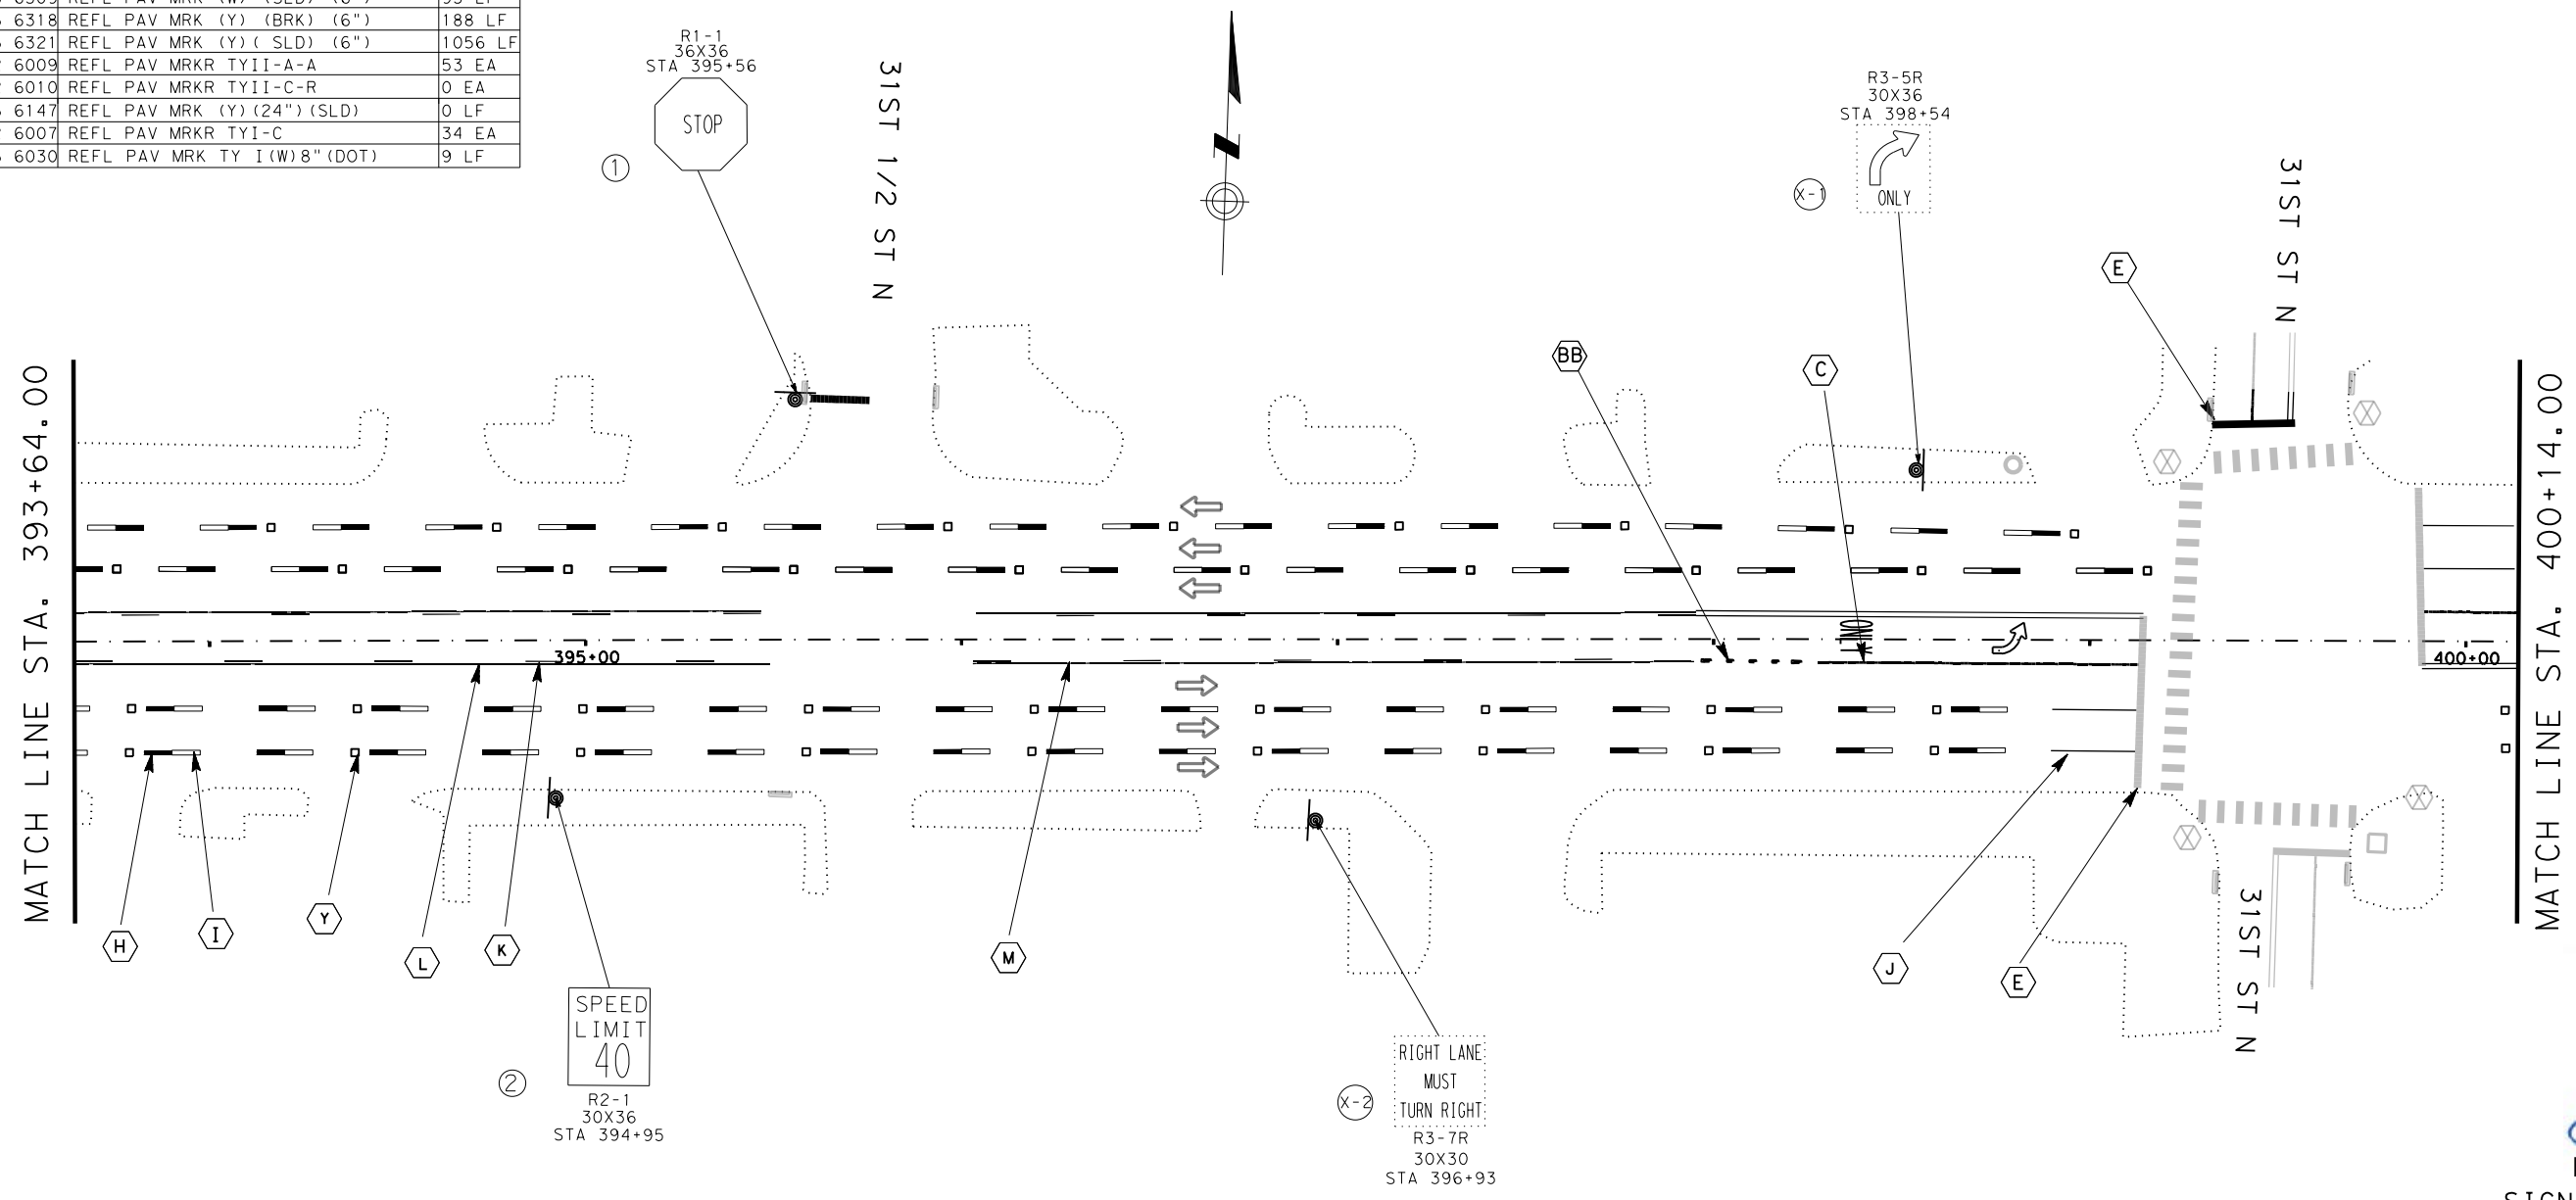 6318 REFL PAV MRK (Y) (BRK) (6") 188 LF
6321 REFL PAV MRK (Y)( SLD) (6") 1056 LF
6009 REFL PAV MRKR TYII-A-A 53 EA
6010 REFL PAV MRKR TYII-C-R 0 EA
6147 REFL PAV MRK (Y)(24")(SLD) 0 LF
6007 REFL PAV MRKR TYI-C 34 EA
6030 REFL PAV MRK TY I(W)8"(DOT) 9 LF
R1-1
36X36
STA 395+56
STOP
1
31ST 1/2 ST N
R3-5R
30X36
STA 398+54
ONLY
X-1
31ST ST N
E
BB
C
N
MATCH LINE STA. 393+64.00
MATCH LINE STA. 400+14.00
395+00
400+00
H
I
Y
L
K
M
J
E
31ST ST N
SPEED
LIMIT
40
2
R2-1
30X36
STA 394+95
RIGHT LANE
MUST
TURN RIGHT
X-2
R3-7R
30X30
STA 396+93